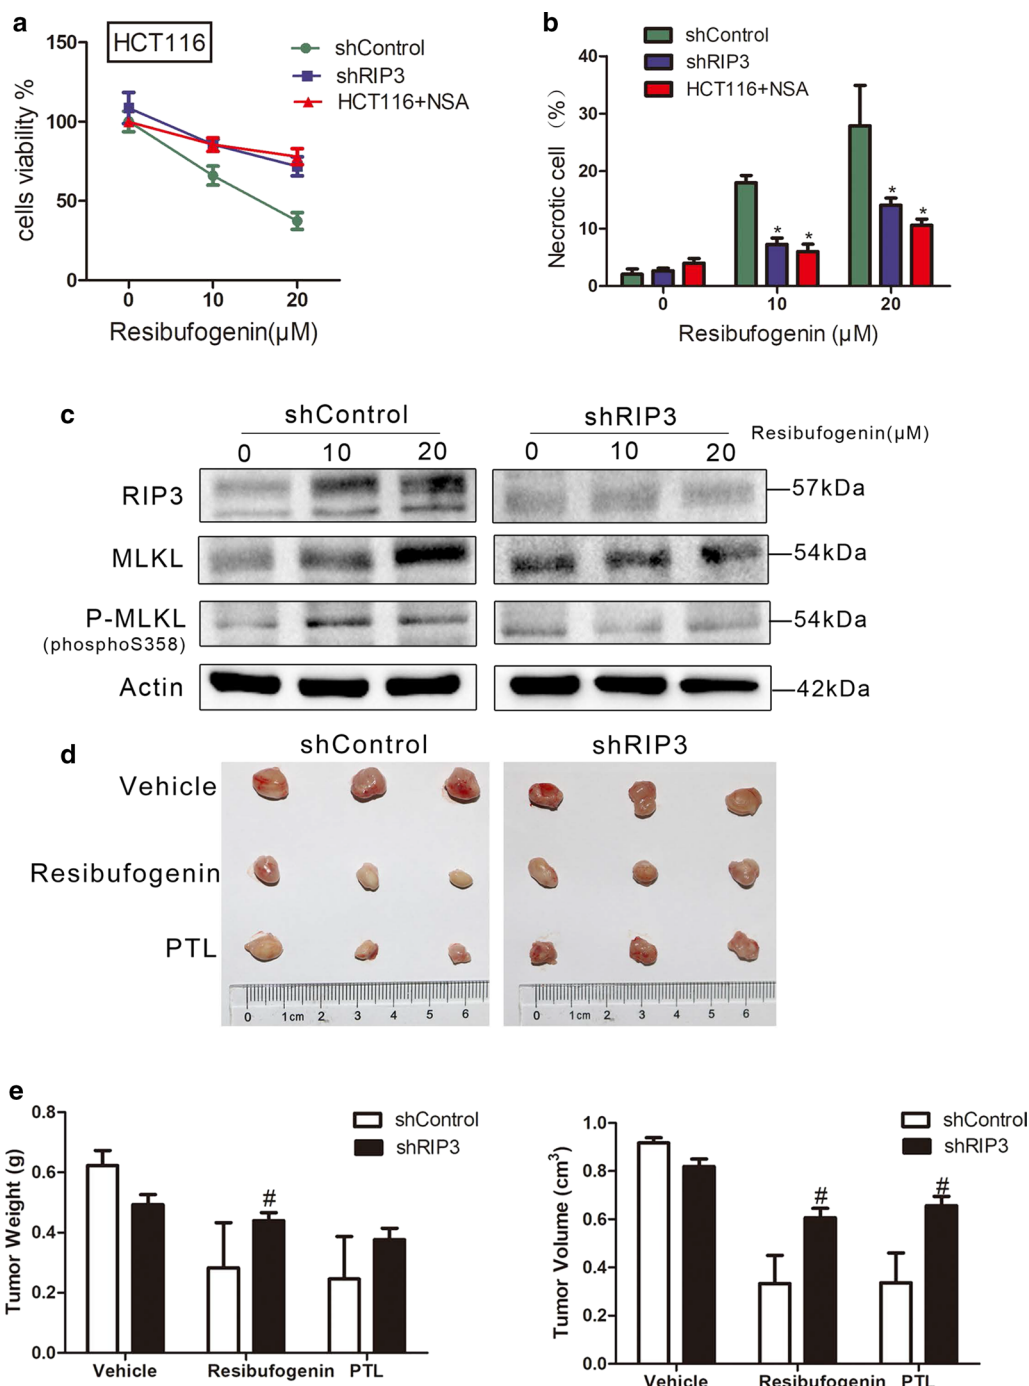 a
HCT116
shControl
shRIP3
HCT116+NSA
150
100
50
0
cells viability %
0 10 20
Resibufogenin(µM)
b
shControl
shRIP3
HCT116+NSA
40
30
20
10
0
Necrotic cell (%)
* *
* *
0 10 20
Resibufogenin (µM)
c
shControl shRIP3
0 10 20 0 10 20 Resibufogenin(µM)
RIP3 57kDa
MLKL 54kDa
P-MLKL 54kDa
(phosphoS358)
Actin 42kDa
d
shControl shRIP3
Vehicle
Resibufogenin
PTL
0 1cm 2 3 4 5 6
0 1cm 2 3 4 5 6
e
shControl
shRIP3
0.8
0.6
0.4
0.2
0.0
Tumor Weight (g)
#
Vehicle Resibufogenin PTL
shControl
shRIP3
1.0
0.8
0.6
0.4
0.2
0.0
Tumor Volume (cm³)
# #
Vehicle Resibufogenin PTL